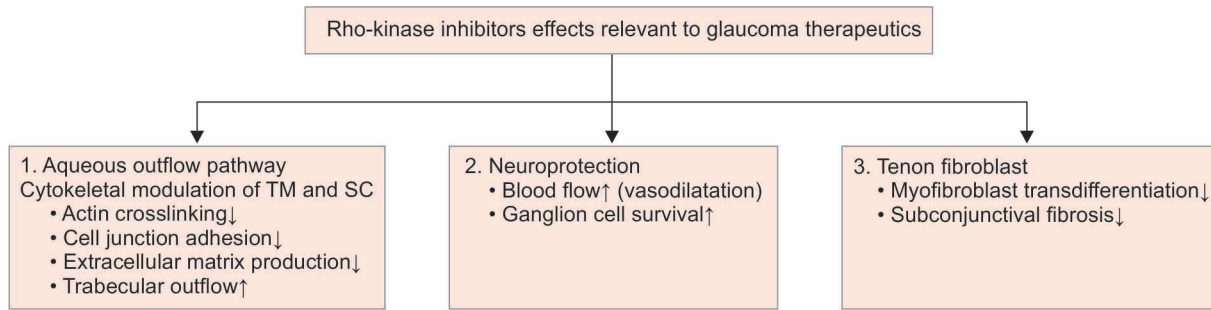 Rho-kinase inhibitors effects relevant to glaucoma therapeutics
1. Aqueous outflow pathway
Cytokeletal modulation of TM and SC
• Actin crosslinking↓
• Cell junction adhesion↓
• Extracellular matrix production↓
• Trabecular outflow↑
2. Neuroprotection
• Blood flow↑ (vasodilatation)
• Ganglion cell survival↑
3. Tenon fibroblast
• Myofibroblast transdifferentiation↓
• Subconjunctival fibrosis↓